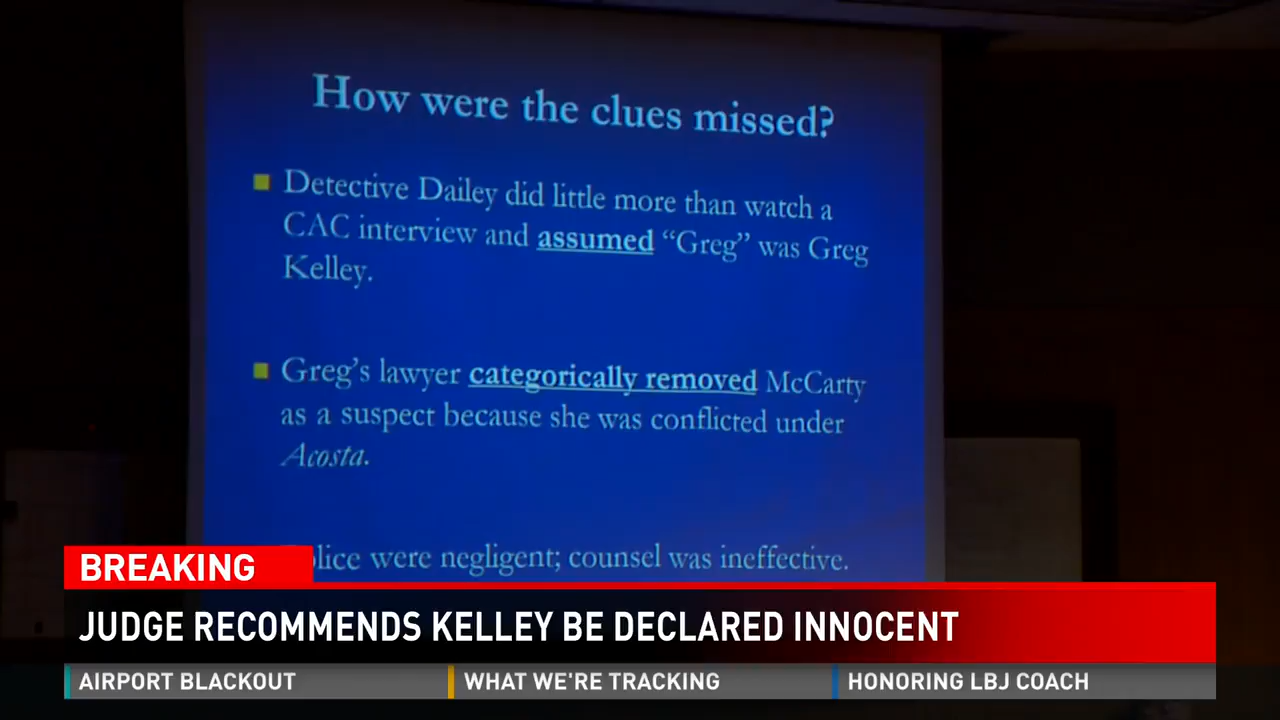 How were the clues missed?
Detective Dailey did little more than watch a
CAC interview and assumed “Greg” was Greg
Kelley.
Greg’s lawyer categorically removed McCarty
as a suspect because she was conflicted under
Acosta.
olice were negligent; counsel was ineffective.
BREAKING
JUDGE RECOMMENDS KELLEY BE DECLARED INNOCENT
AIRPORT BLACKOUT
WHAT WE'RE TRACKING
HONORING LBJ COACH